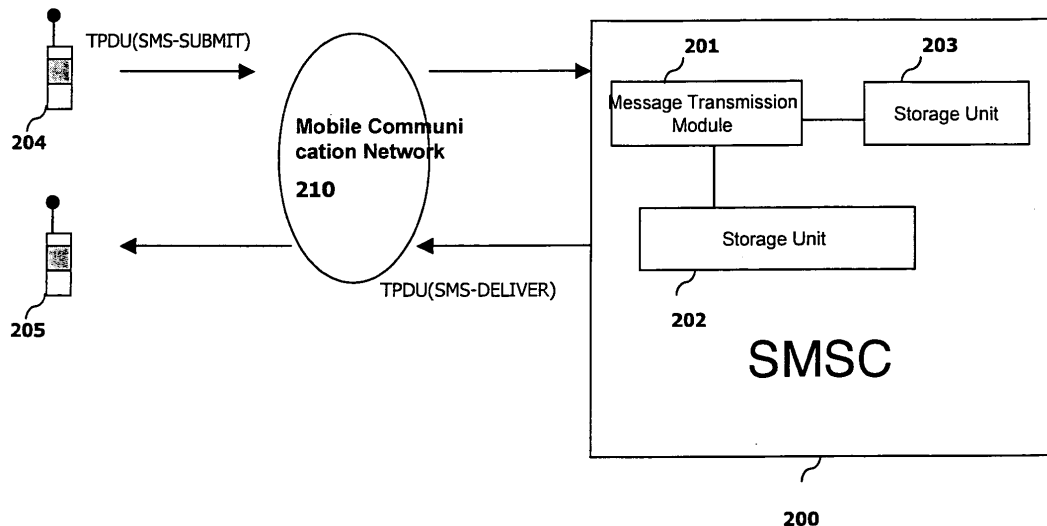 TPDU(SMS-SUBMIT)
204
Mobile Communi
cation Network
210
205
TPDU(SMS-DELIVER)
201
203
Message Transmission
Module
Storage Unit
Storage Unit
202
SMSC
200